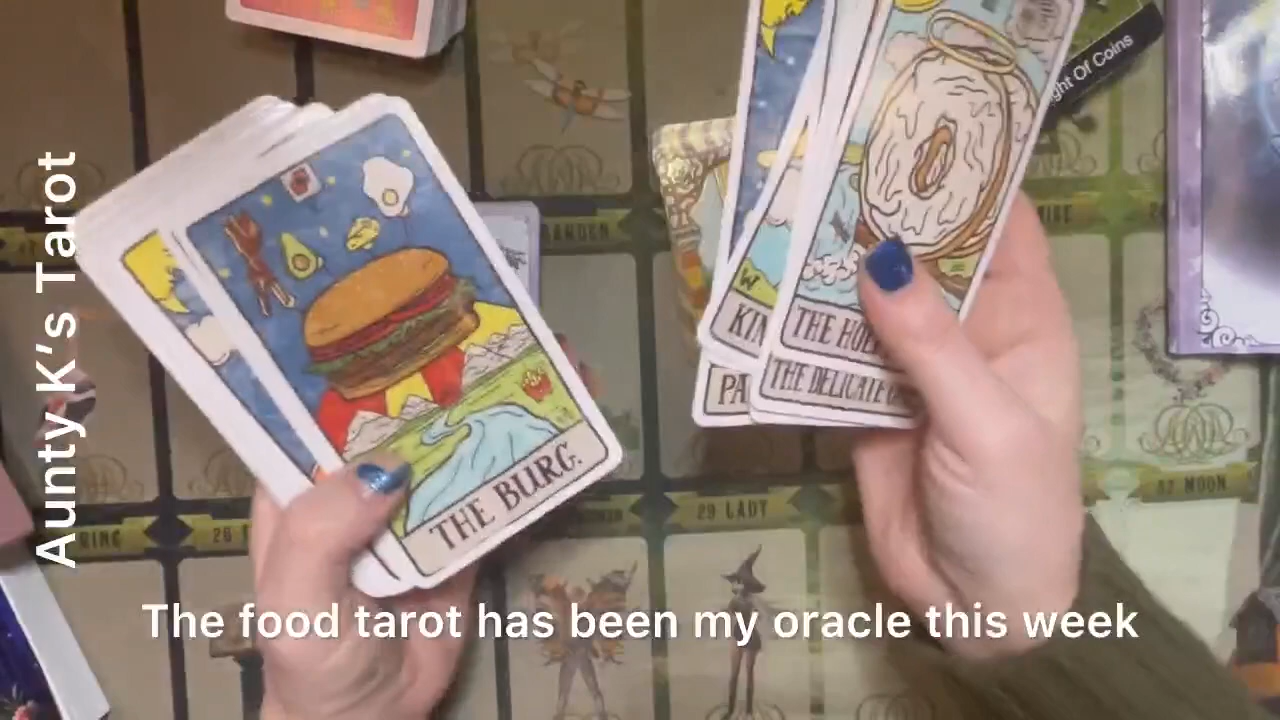 Aunty K's Tarot
ght Of Coins
THE BURG.
KIN
THE HO
PA
THE DELICATE
29 LADY
32 MOON
RING
The food tarot has been my oracle this week